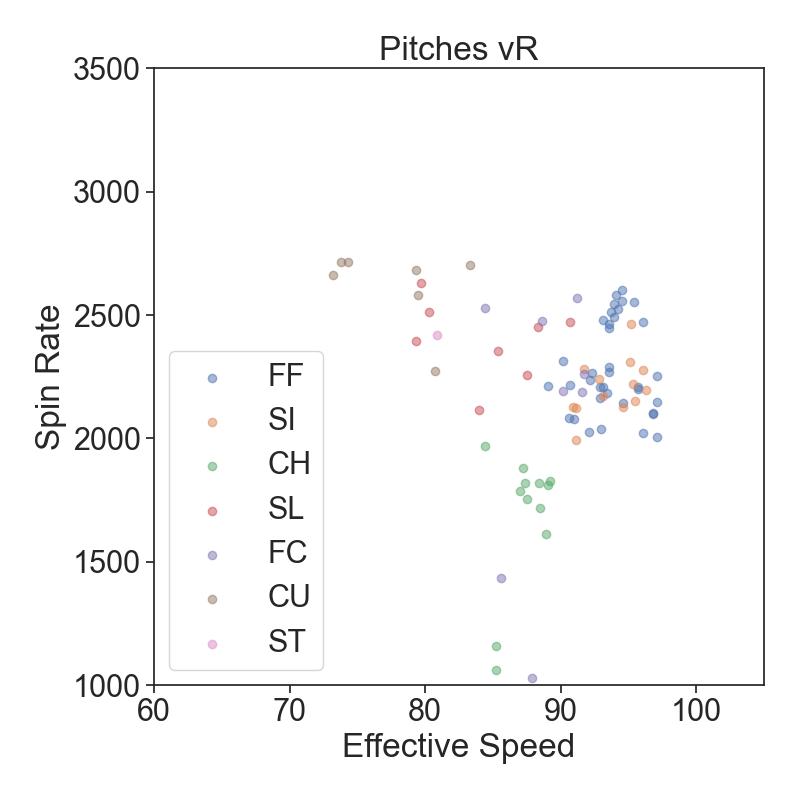 Pitches vR
3500
3000
2500
2000
1500
1000
Spin Rate
FF
SI
CH
SL
FC
CU
ST
60 70 80 90 100
Effective Speed